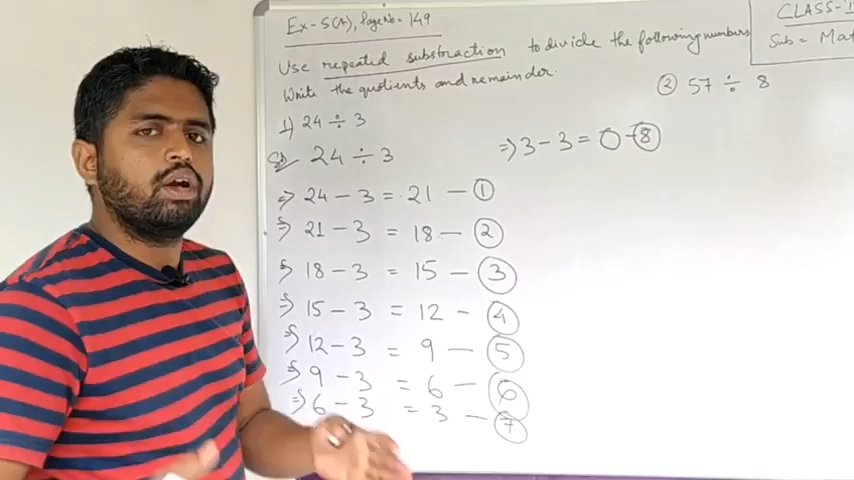 Ex-5(A), Page No. 149
Use repeated substraction to divide the following numbers
Write the quotients and remainder.
1) 24 ÷ 3
Sol 24 ÷ 3
⇒ 24 - 3 = 21 - ①
⇒ 21 - 3 = 18 - ②
⇒ 18 - 3 = 15 - ③
⇒ 15 - 3 = 12 - ④
⇒ 12 - 3 = 9 - ⑤
⇒ 9 - 3 = 6 - ⑥
⇒ 6 - 3 = 3 - ⑦
⇒ 3 - 3 = 0 - ⑧
② 57 ÷ 8
CLASS-
Sub = Mat